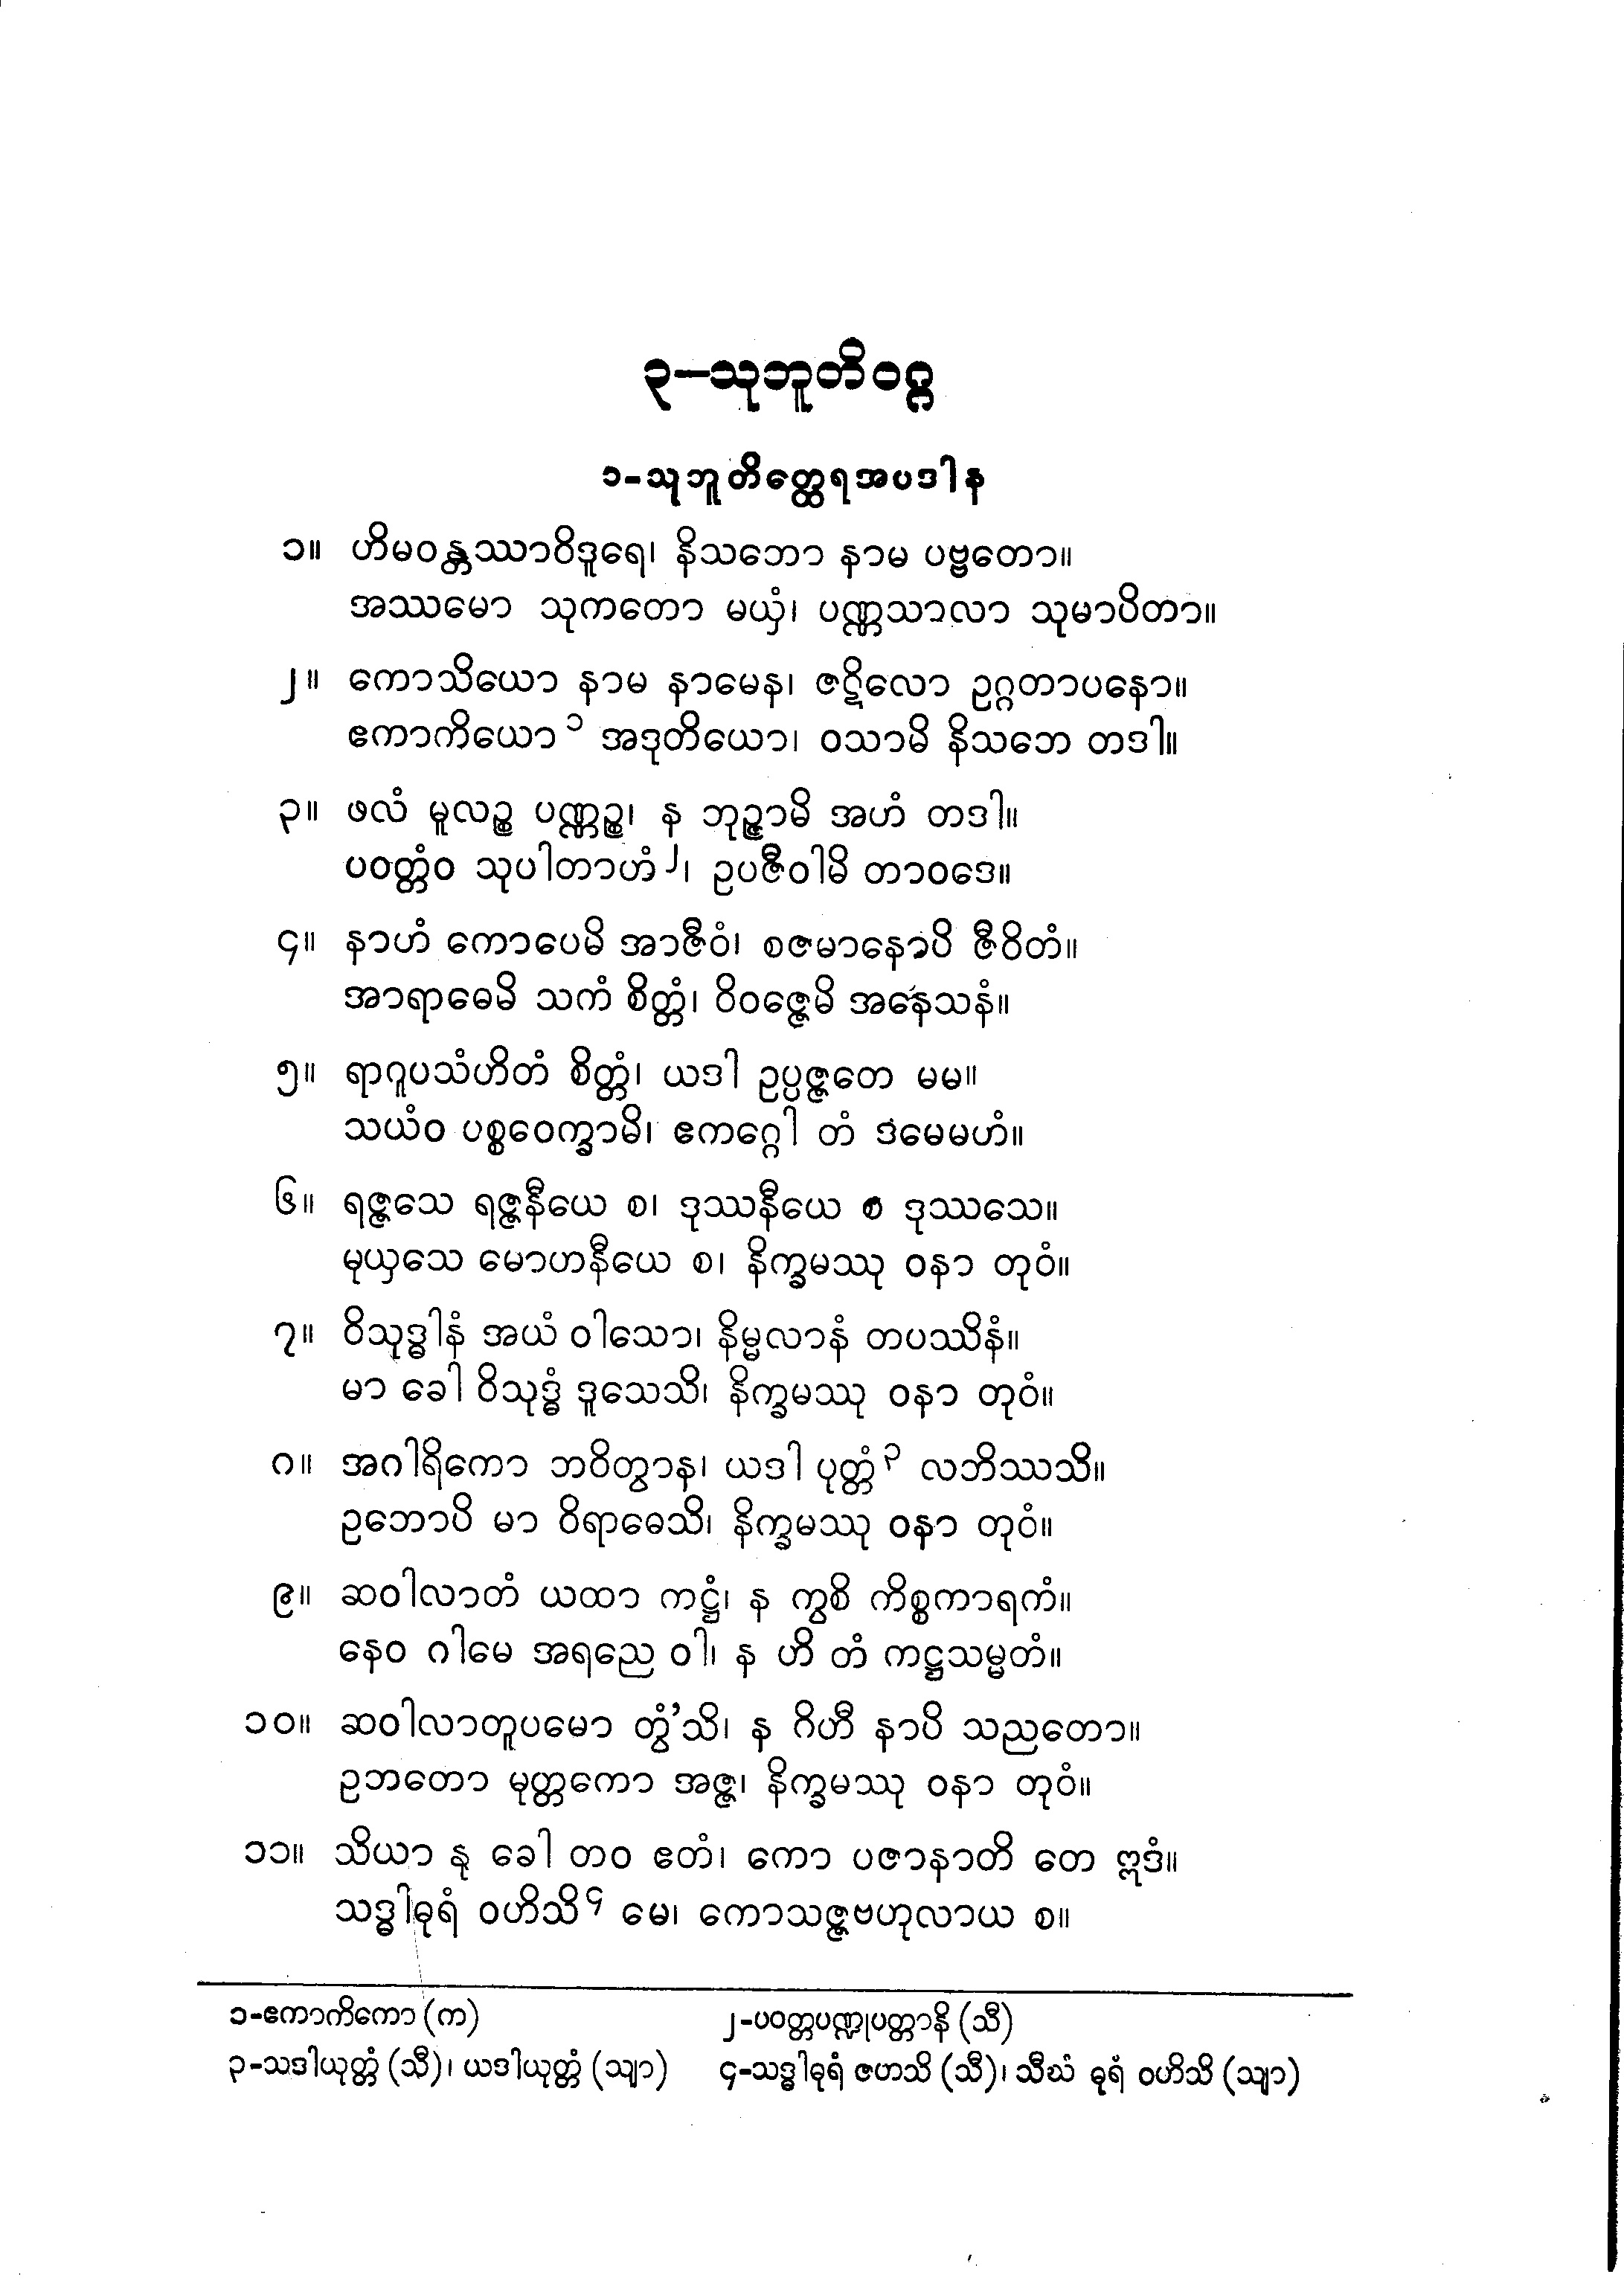 ၃–သုဘူတိဝဂ္ဂ
၁-သုဘူတိတ္ထေရအပဒါန
၁။ ဟိမဝန္တဿာဝိဒူရေ၊ နိသဘော နာမ ပဗ္ဗတော။
အဿမော သုကတော မယှံ၊ ပဏ္ဏသာလာ သုမာပိတာ။
၂။ ကောသိယော နာမ နာမေန၊ ဇဋိလော ဥဂ္ဂတာပနော။
ဧကာကိယော ၁ အဒုတိယော၊ ဝသာမိ နိသဘေ တဒါ။
၃။ ဖလံ မူလဉ္စ ပဏ္ဏဉ္စ၊ န ဘုဉ္ဇာမိ အဟံ တဒါ။
ပဝတ္တံဝ သုပါတာဟံ ၂၊ ဥပဇီဝါမိ တာဝဒေ။
၄။ နာဟံ ကောပေမိ အာဇီဝံ၊ စဇမာနောပိ ဇီဝိတံ။
အာရာဓေမိ သကံ စိတ္တံ၊ ဝိဝဇ္ဇေမိ အနေသနံ။
၅။ ရာဂူပသံဟိတံ စိတ္တံ၊ ယဒါ ဥပ္ပဇ္ဇတေ မမ။
သယံဝ ပစ္စဝေက္ခာမိ၊ ဧကဂ္ဂေါ တံ ဒမေမဟံ။
၆။ ရဇ္ဇသေ ရဇ္ဇနီယေ စ၊ ဒုဿနီယေ စ ဒုဿသေ။
မုယှသေ မောဟနီယေ စ၊ နိက္ခမဿု ဝနာ တုဝံ။
၇။ ဝိသုဒ္ဓါနံ အယံ ဝါသော၊ နိမ္မလာနံ တပဿိနံ။
မာ ခေါ ဝိသုဒ္ဓံ ဒူသေသိ၊ နိက္ခမဿု ဝနာ တုဝံ။
၈။ အဂါရိကော ဘဝိတွာန၊ ယဒါ ပုတ္တံ ၃ လဘိဿသိ။
ဥဘောပိ မာ ဝိရာဓေသိ၊ နိက္ခမဿု ဝနာ တုဝံ။
၉။ ဆဝါလာတံ ယထာ ကဋ္ဌံ၊ န ကွစိ ကိစ္စကာရကံ။
နေဝ ဂါမေ အရညေ ဝါ၊ န ဟိ တံ ကဋ္ဌသမ္မတံ။
၁၀။ ဆဝါလာတူပမော တွံ’သိ၊ န ဂိဟီ နာပိ သညတော။
ဥဘတော မုတ္တကော အဇ္ဇ၊ နိက္ခမဿု ဝနာ တုဝံ။
၁၁။ သိယာ နု ခေါ တဝ ဧတံ၊ ကော ပဇာနာတိ တေ ဣဒံ။
သဒ္ဓါဓုရံ ဝဟိသိ ၄ မေ၊ ကောသဇ္ဇဗဟုလာယ စ။
၁-ဧကာကိကော (က) ၂-ပဝတ္တပဏ္ဍုပတ္တာနိ (သီ)
၃-သဒါယုတ္တံ (သီ)၊ ယဒါယုတ္တံ (သျာ) ၄-သဒ္ဓါဓုရံ ဇဟသိ (သီ)၊ သီဃံ ဓုရံ ဝဟိသိ (သျာ)